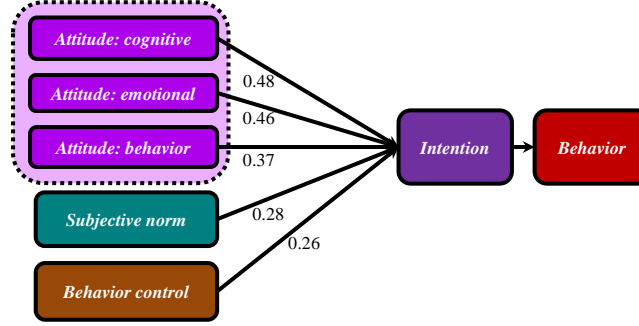 Attitude: cognitive
0.48
Attitude: emotional
0.46
Attitude: behavior
0.37
Intention
Behavior
Subjective norm
0.28
0.26
Behavior control